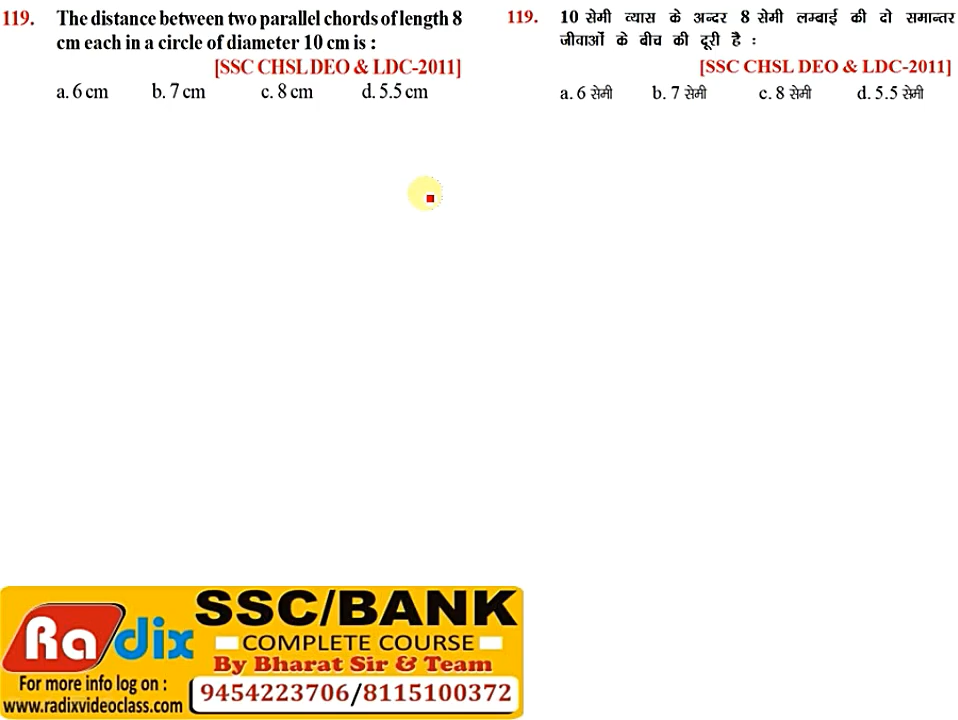 119. The distance between two parallel chords of length 8
cm each in a circle of diameter 10 cm is :
[SSC CHSL DEO & LDC-2011]
a. 6 cm b. 7 cm c. 8 cm d. 5.5 cm
119. 10 सेमी व्यास के अन्दर 8 सेमी लम्बाई की दो समान्तर
जीवाओं के बीच की दूरी है :
[SSC CHSL DEO & LDC-2011]
a. 6 सेमी b. 7 सेमी c. 8 सेमी d. 5.5 सेमी
Radix
For more info log on :
www.radixvideoclass.com
SSC/BANK
COMPLETE COURSE
By Bharat Sir & Team
9454223706/8115100372